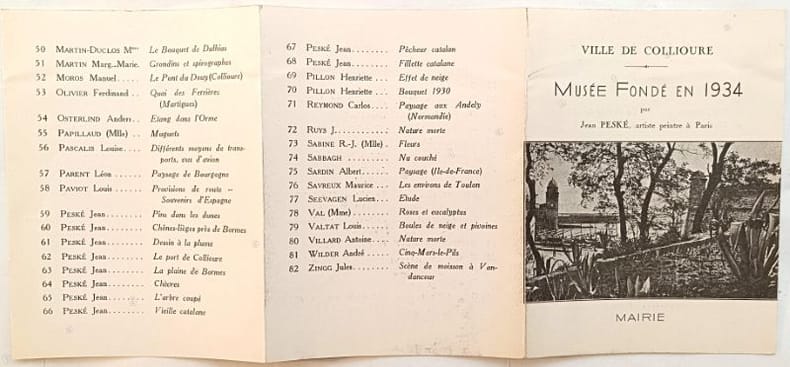 50 MARTIN-DUCLOS Mme Le Bouquet de Dalhias
51 MARTIN Marg.-Marie. Grondins et spirographes
52 MOROS Manuel..... Le Pont du Douy (Collioure)
53 OLIVIER Ferdinand.. Quai des Ferrières
(Martigues)
54 OSTERLIND Anders.. Etang dans l'Orme
55 PAPILLAUD (Mlle).. Muguets
56 PASCALIS Louise.... Différents moyens de trans-
ports, vus d'avion
57 PARENT Léon....... Paysage de Bourgogne
58 PAVIOT Louis....... Provisions de route –
Souvenirs d'Espagne
59 PESKÉ Jean........ Pins dans les dunes
60 PESKÉ Jean........ Chênes-lièges près de Bormes
61 PESKÉ Jean........ Dessin à la plume
62 PESKÉ Jean........ Le port de Collioure
63 PESKÉ Jean........ La plaine de Bormes
64 PESKÉ Jean........ Chèvres
65 PESKÉ Jean........ L'arbre coupé
66 PESKÉ Jean........ Vieille catalane
67 PESKÉ Jean........ Pêcheur catalan
68 PESKÉ Jean........ Fillette catalane
69 PILLON Henriette... Effet de neige
70 PILLON Henriette... Bouquet 1930
71 REYMOND Carlos.... Paysage aux Andely
(Normandie)
72 RUYS J............ Nature morte
73 SABINE R.-J. (Mlle). Fleurs
74 SABBAGH ......... Nu couché
75 SARDIN Albert...... Paysage (Ile-de-France)
76 SAVREUX Maurice... Les environs de Toulon
77 SEEVAGEN Lucien... Etude
78 VAL (Mme)........ Roses et eucalyptus
79 VALTAT Louis....... Boules de neige et pivoines
80 VILLARD Antoine.... Nature morte
81 WILDER André..... Cinq-Mars-le-Pils
82 ZINGG Jules........ Scène de moisson à Van-
dancour
VILLE DE COLLIOURE
MUSÉE FONDÉ EN 1934
par
Jean PESKÉ, artiste peintre à Paris
MAIRIE